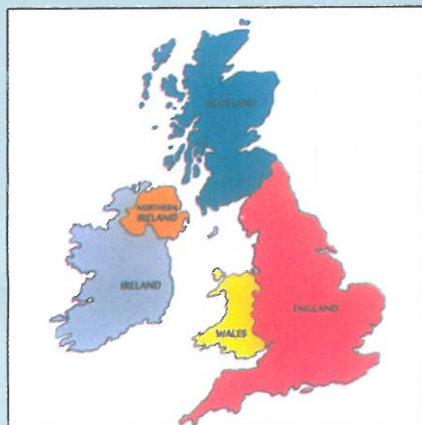 SCOTLAND
NORTHERN
IRELAND
IRELAND
WALES
ENGLAND